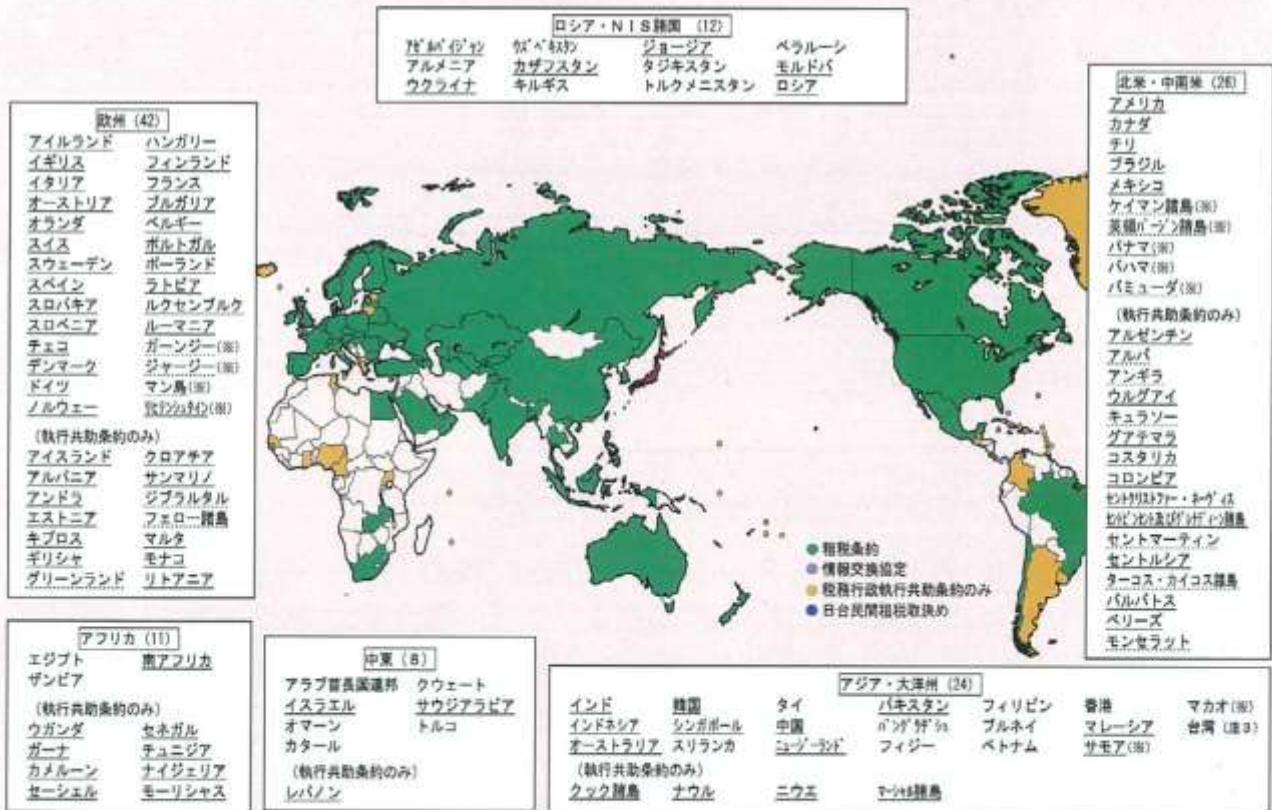 ロシア・NIS諸国 (12)
アゼルバイジャン ウズベキスタン ジョージア ベラルーシ
アルメニア カザフスタン タジキスタン モルドバ
ウクライナ キルギス トルクメニスタン ロシア
欧州 (42)
アイルランド ハンガリー
イギリス フィンランド
イタリア フランス
オーストリア ブルガリア
オランダ ベルギー
スイス ポルトガル
スウェーデン ポーランド
スペイン ラトビア
スロバキア ルクセンブルク
スロベニア ルーマニア
チェコ ガーンジー(※)
デンマーク ジャージー(※)
ドイツ マン島(※)
ノルウェー リヒテンシュタイン(※)
(執行共助条約のみ)
アイスランド クロアチア
アルバニア サンマリノ
アンドラ ジブラルタル
エストニア フェロー諸島
キプロス マルタ
ギリシャ モナコ
グリーンランド リトアニア
北米・中南米 (26)
アメリカ
カナダ
チリ
ブラジル
メキシコ
ケイマン諸島(※)
英領バージン諸島(※)
パナマ(※)
バハマ(※)
バミューダ(※)
(執行共助条約のみ)
アルゼンチン
アルバ
アンギラ
ウルグアイ
キュラソー
グアテマラ
コスタリカ
コロンビア
セントクリストファー・ネーヴィス
セントビンセント及びグレナディーン諸島
セントマーティン
セントルシア
タークス・カイコス諸島
バルバドス
ベリーズ
モンセラット
●租税条約
●情報交換協定
●税務行政執行共助条約のみ
●日台民間租税取決め
アフリカ (11)
エジプト 南アフリカ
ザンビア
(執行共助条約のみ)
ウガンダ セネガル
ガーナ チュニジア
カメルーン ナイジェリア
セーシェル モーリシャス
中東 (8)
アラブ首長国連邦 クウェート
イスラエル サウジアラビア
オマーン トルコ
カタール
(執行共助条約のみ)
レバノン
アジア・大洋州 (24)
インド 韓国 タイ パキスタン フィリピン 香港 マカオ(※)
インドネシア シンガポール 中国 バングラデシュ ブルネイ マレーシア 台湾 (注3)
オーストラリア スリランカ ニュージーランド フィジー ベトナム サモア(※)
(執行共助条約のみ)
クック諸島 ナウル ニウエ マーシャル諸島